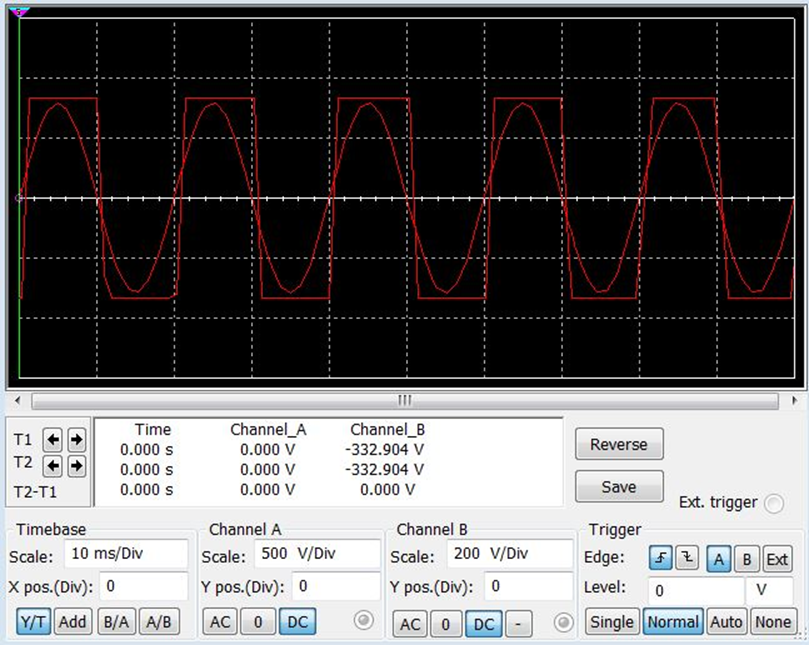 Time Channel_A Channel_B
T1 0.000 s 0.000 V -332.904 V
T2 0.000 s 0.000 V -332.904 V
T2-T1 0.000 s 0.000 V 0.000 V
Reverse
Save
Ext. trigger
Timebase
Scale: 10 ms/Div
X pos.(Div): 0
Y/T Add B/A A/B
Channel A
Scale: 500 V/Div
Y pos.(Div): 0
AC 0 DC
Channel B
Scale: 200 V/Div
Y pos.(Div): 0
AC 0 DC -
Trigger
Edge: A B Ext
Level: 0 V
Single Normal Auto None